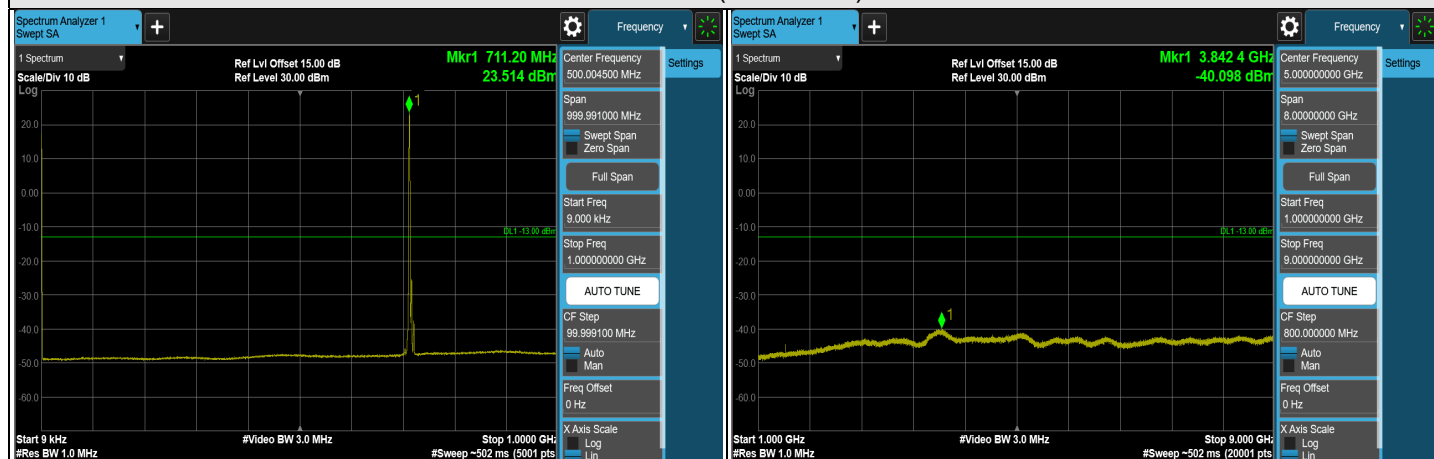 Spectrum Analyzer 1
Swept SA
+
Frequency
1 Spectrum
Ref Lvl Offset 15.00 dB
Mkr1 711.20 MHz
Scale/Div 10 dB
Ref Level 30.00 dBm
23.514 dBm
Log
1
20.0
10.0
0.00
-10.0
DL1 -13.00 dBm
-20.0
-30.0
-40.0
-50.0
-60.0
Start 9 kHz
#Video BW 3.0 MHz
Stop 1.0000 GHz
#Res BW 1.0 MHz
#Sweep ~502 ms (5001 pts)
Center Frequency
500.004500 MHz
Settings
Span
999.991000 MHz
Swept Span
Zero Span
Full Span
Start Freq
9.000 kHz
Stop Freq
1.000000000 GHz
AUTO TUNE
CF Step
99.999100 MHz
Auto
Man
Freq Offset
0 Hz
X Axis Scale
Log
Lin
Spectrum Analyzer 1
Swept SA
+
Frequency
1 Spectrum
Ref Lvl Offset 15.00 dB
Mkr1 3.842 4 GHz
Scale/Div 10 dB
Ref Level 30.00 dBm
-40.098 dBm
Log
20.0
10.0
0.00
-10.0
DL1 -13.00 dBm
-20.0
-30.0
1
-40.0
-50.0
-60.0
Start 1.000 GHz
#Video BW 3.0 MHz
Stop 9.000 GHz
#Res BW 1.0 MHz
#Sweep ~502 ms (20001 pts)
Center Frequency
5.000000000 GHz
Settings
Span
8.00000000 GHz
Swept Span
Zero Span
Full Span
Start Freq
1.000000000 GHz
Stop Freq
9.000000000 GHz
AUTO TUNE
CF Step
800.000000 MHz
Auto
Man
Freq Offset
0 Hz
X Axis Scale
Log
Lin